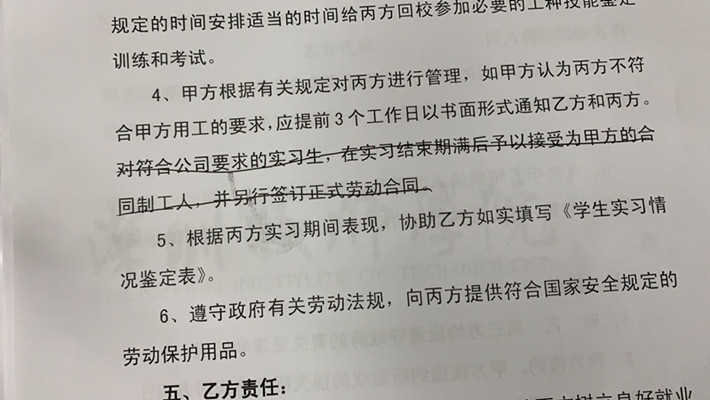 规定的时间安排适当的时间给丙方回校参加必要的工种技能鉴定
训练和考试。
4、甲方根据有关规定对丙方进行管理，如甲方认为丙方不符
合甲方用工的要求,应提前3个工作日以书面形式通知乙方和丙方。
对符合公司要求的实习生，在实习结束期满后予以接受为甲方的合
同制工人，并另行签订正式劳动合同。
5、根据丙方实习期间表现，协助乙方如实填写《学生实习情
况鉴定表》。
6、遵守政府有关劳动法规，向丙方提供符合国家安全规定的
劳动保护用品。
五、乙方责任：
丙方树立良好就业